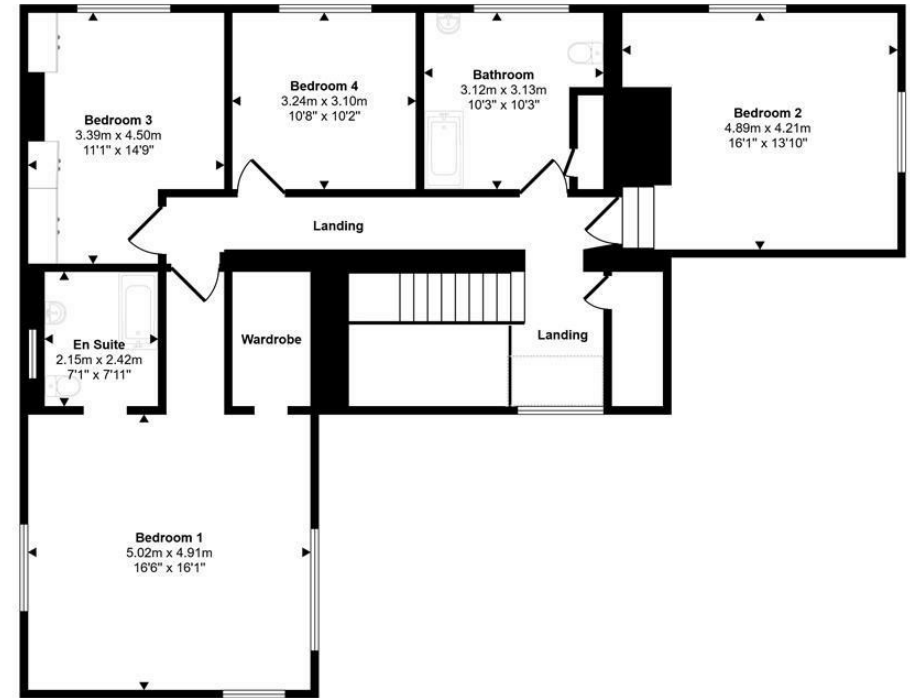 Bedroom 3
3.39m x 4.50m
11'1" x 14'9"
Bedroom 4
3.24m x 3.10m
10'8" x 10'2"
Bathroom
3.12m x 3.13m
10'3" x 10'3"
Bedroom 2
4.89m x 4.21m
16'1" x 13'10"
Landing
En Suite
2.15m x 2.42m
7'1" x 7'11"
Wardrobe
Landing
Bedroom 1
5.02m x 4.91m
16'6" x 16'1"